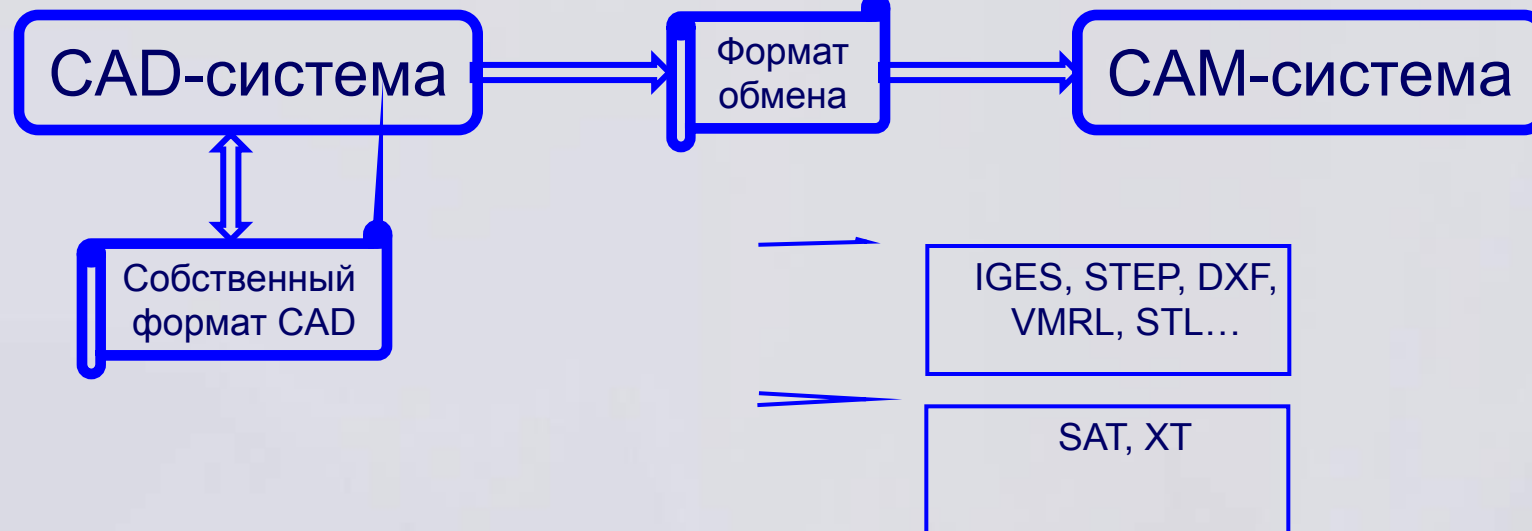 CAD-система
Формат
обмена
CAM-система
Собственный
формат CAD
IGES, STEP, DXF,
VMRL, STL…
SAT, XT